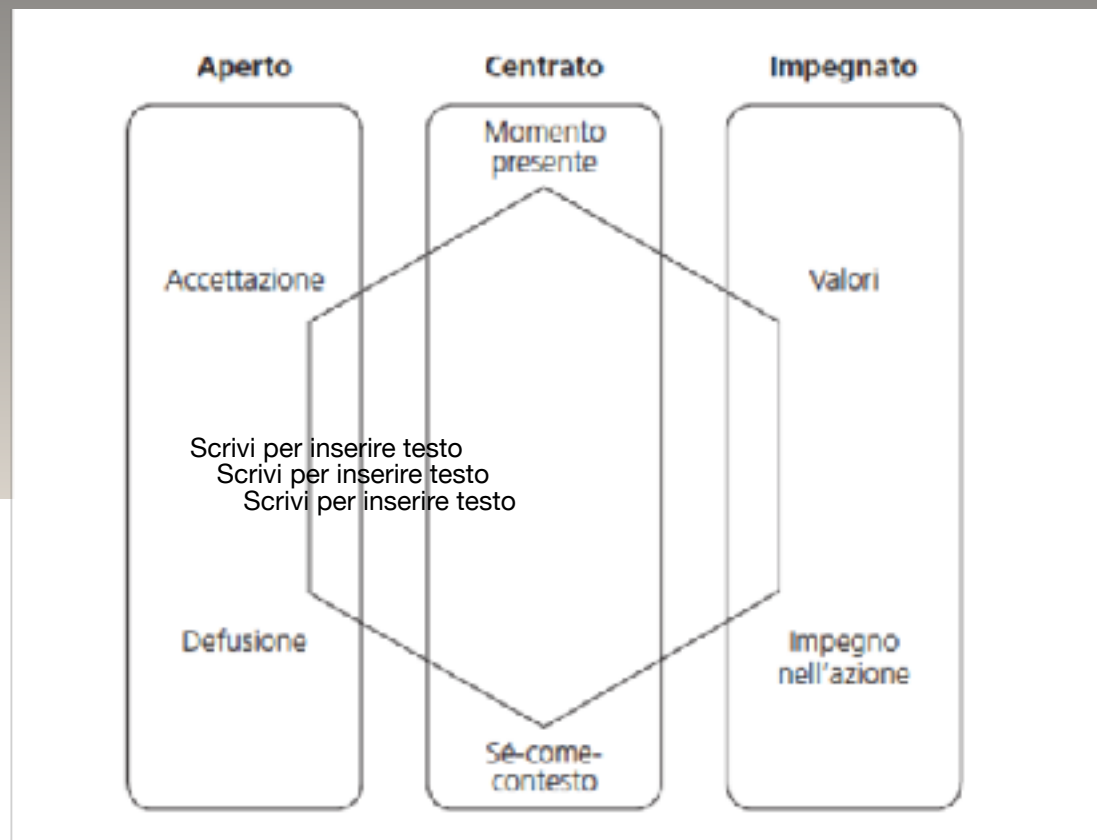 Aperto
Centrato
Impegnato
Momento
presente
Accettazione
Valori
Scrivi per inserire testo
Scrivi per inserire testo
Scrivi per inserire testo
Defusione
Impegno
nell'azione
Sé-come-
contesto